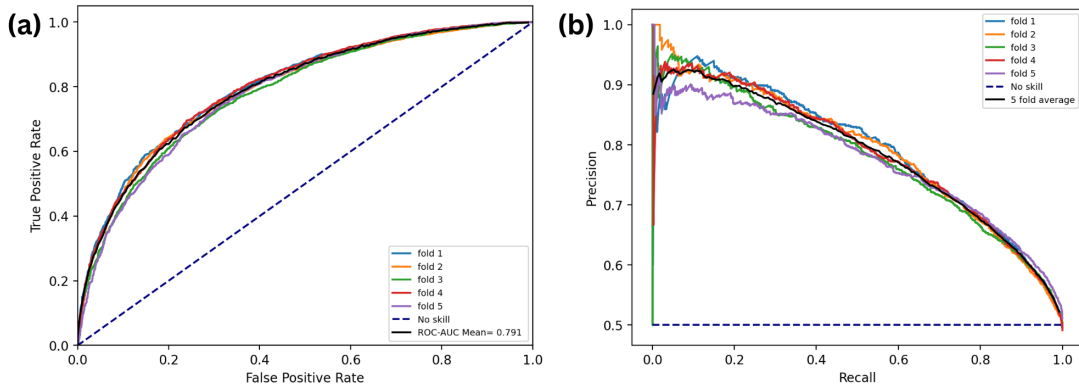 (a)
1.0
0.8
0.6
0.4
0.2
0.0
True Positive Rate
0.0
0.2
0.4
0.6
0.8
1.0
False Positive Rate
fold 1
fold 2
fold 3
fold 4
fold 5
No skill
ROC-AUC Mean= 0.791
(b)
1.0
0.9
0.8
0.7
0.6
0.5
Precision
0.0
0.2
0.4
0.6
0.8
1.0
Recall
fold 1
fold 2
fold 3
fold 4
fold 5
No skill
5 fold average